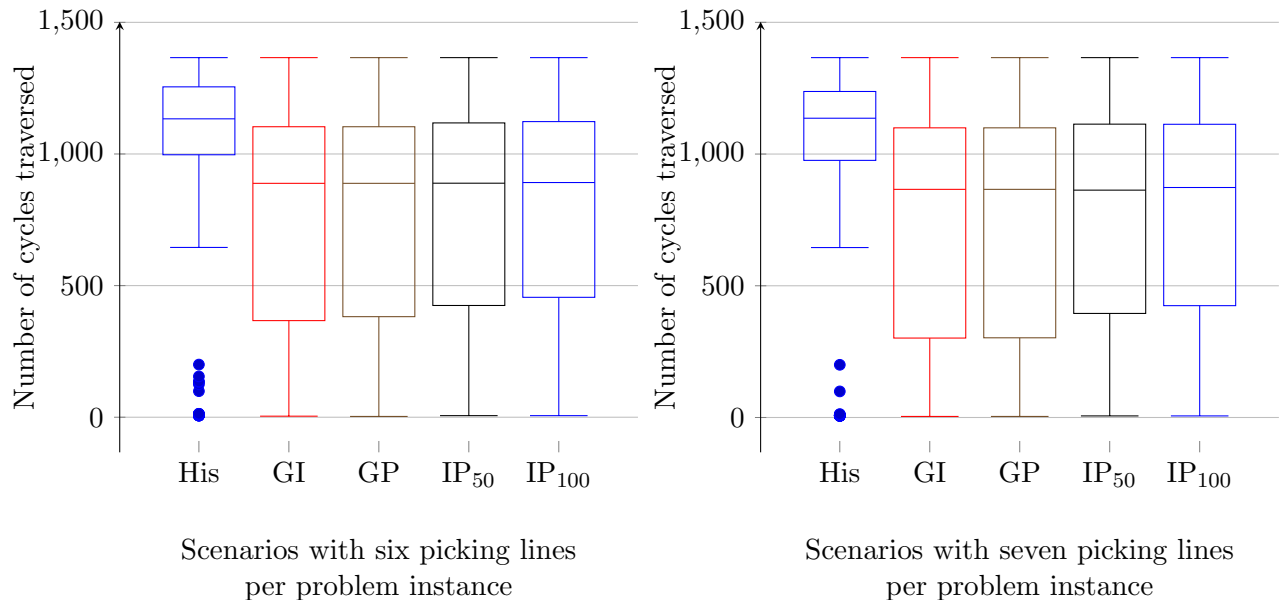 1,500
1,000
500
0
Number of cycles traversed
His GI GP IP₅₀ IP₁₀₀
Scenarios with six picking lines
per problem instance
1,500
1,000
500
0
Number of cycles traversed
His GI GP IP₅₀ IP₁₀₀
Scenarios with seven picking lines
per problem instance